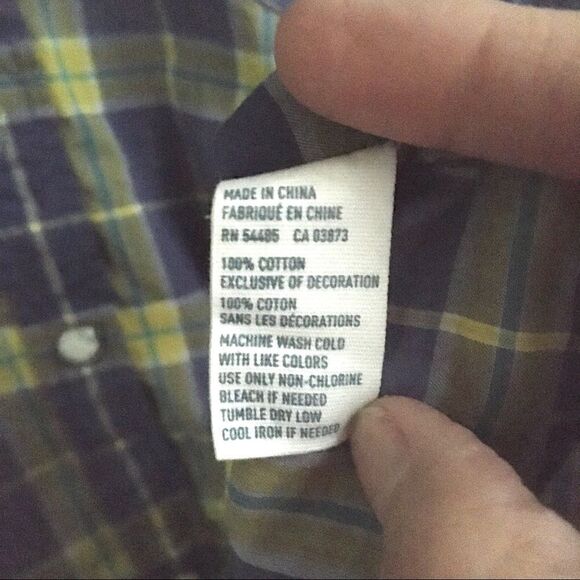 MADE IN CHINA
FABRIQUÉ EN CHINE
RN 54485 CA 03873
100% COTTON
EXCLUSIVE OF DECORATION
100% COTON
SANS LES DÉCORATIONS
MACHINE WASH COLD
WITH LIKE COLORS
USE ONLY NON-CHLORINE
BLEACH IF NEEDED
TUMBLE DRY LOW
COOL IRON IF NEEDED